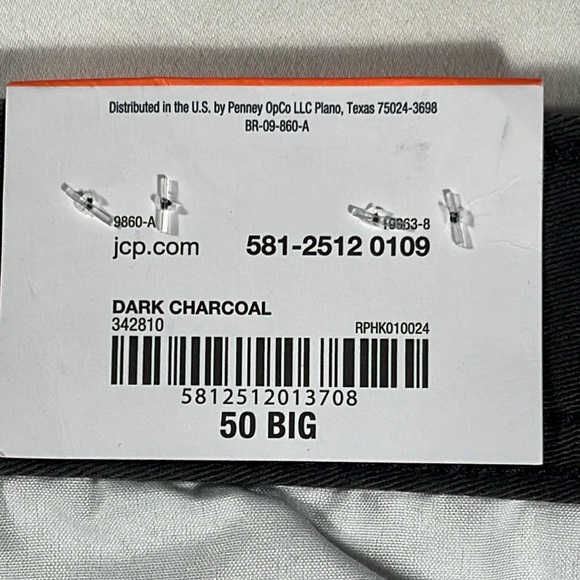 Distributed in the U.S. by Penney OpCo LLC Plano, Texas 75024-3698
BR-09-860-A
9860-A
jcp.com 581-2512 0109
DARK CHARCOAL
342810 RPHK010024
5812512013708
50 BIG